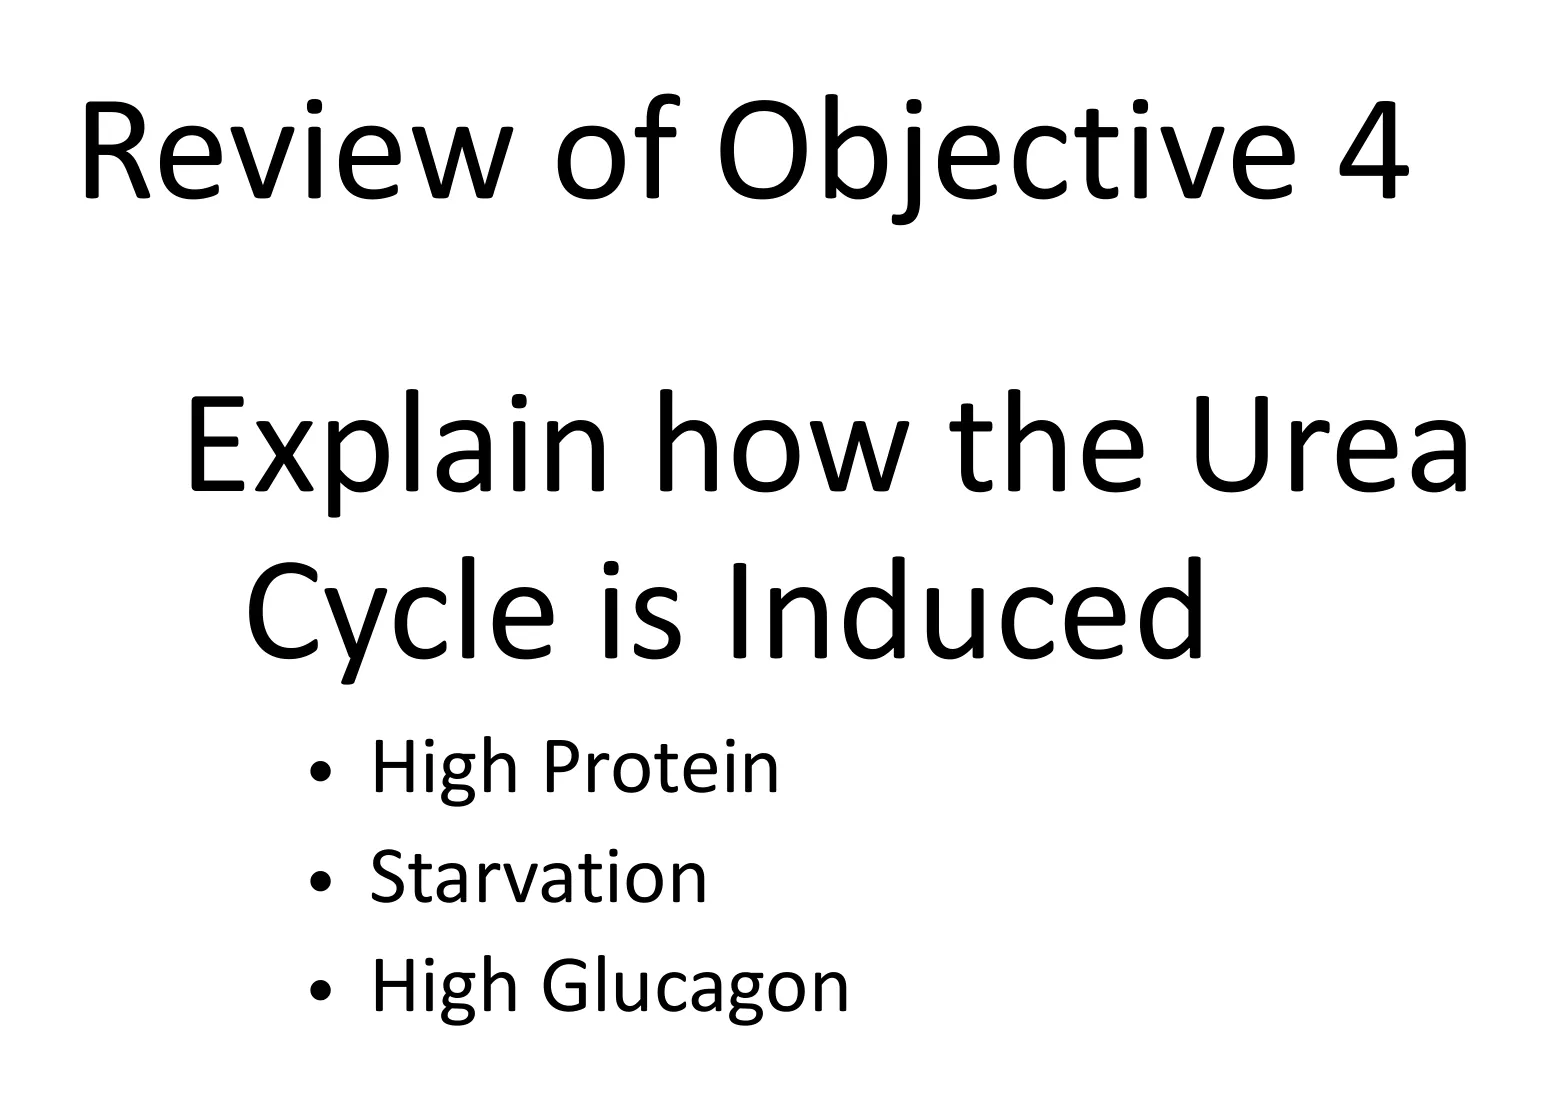 Review of Objective 4
Explain how the Urea
Cycle is Induced
• High Protein
• Starvation
• High Glucagon